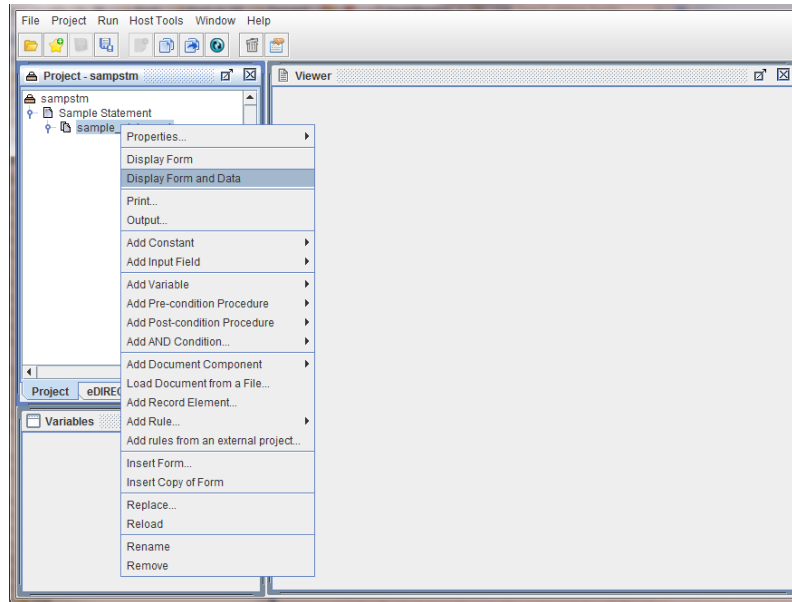 File Project Run Host Tools Window Help
Project - sampstm
Viewer
sampstm
Sample Statement
sample_
Properties...
Display Form
Display Form and Data
Print...
Output...
Add Constant
Add Input Field
Add Variable
Add Pre-condition Procedure
Add Post-condition Procedure
Add AND Condition...
Add Document Component
Load Document from a File...
Add Record Element...
Add Rule...
Add rules from an external project...
Insert Form...
Insert Copy of Form
Replace...
Reload
Rename
Remove
Project eDIREC
Variables